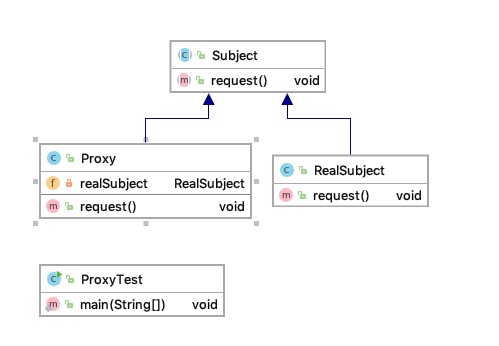 Subject
request() void
Proxy
realSubject RealSubject
request() void
RealSubject
request() void
ProxyTest
main(String[]) void